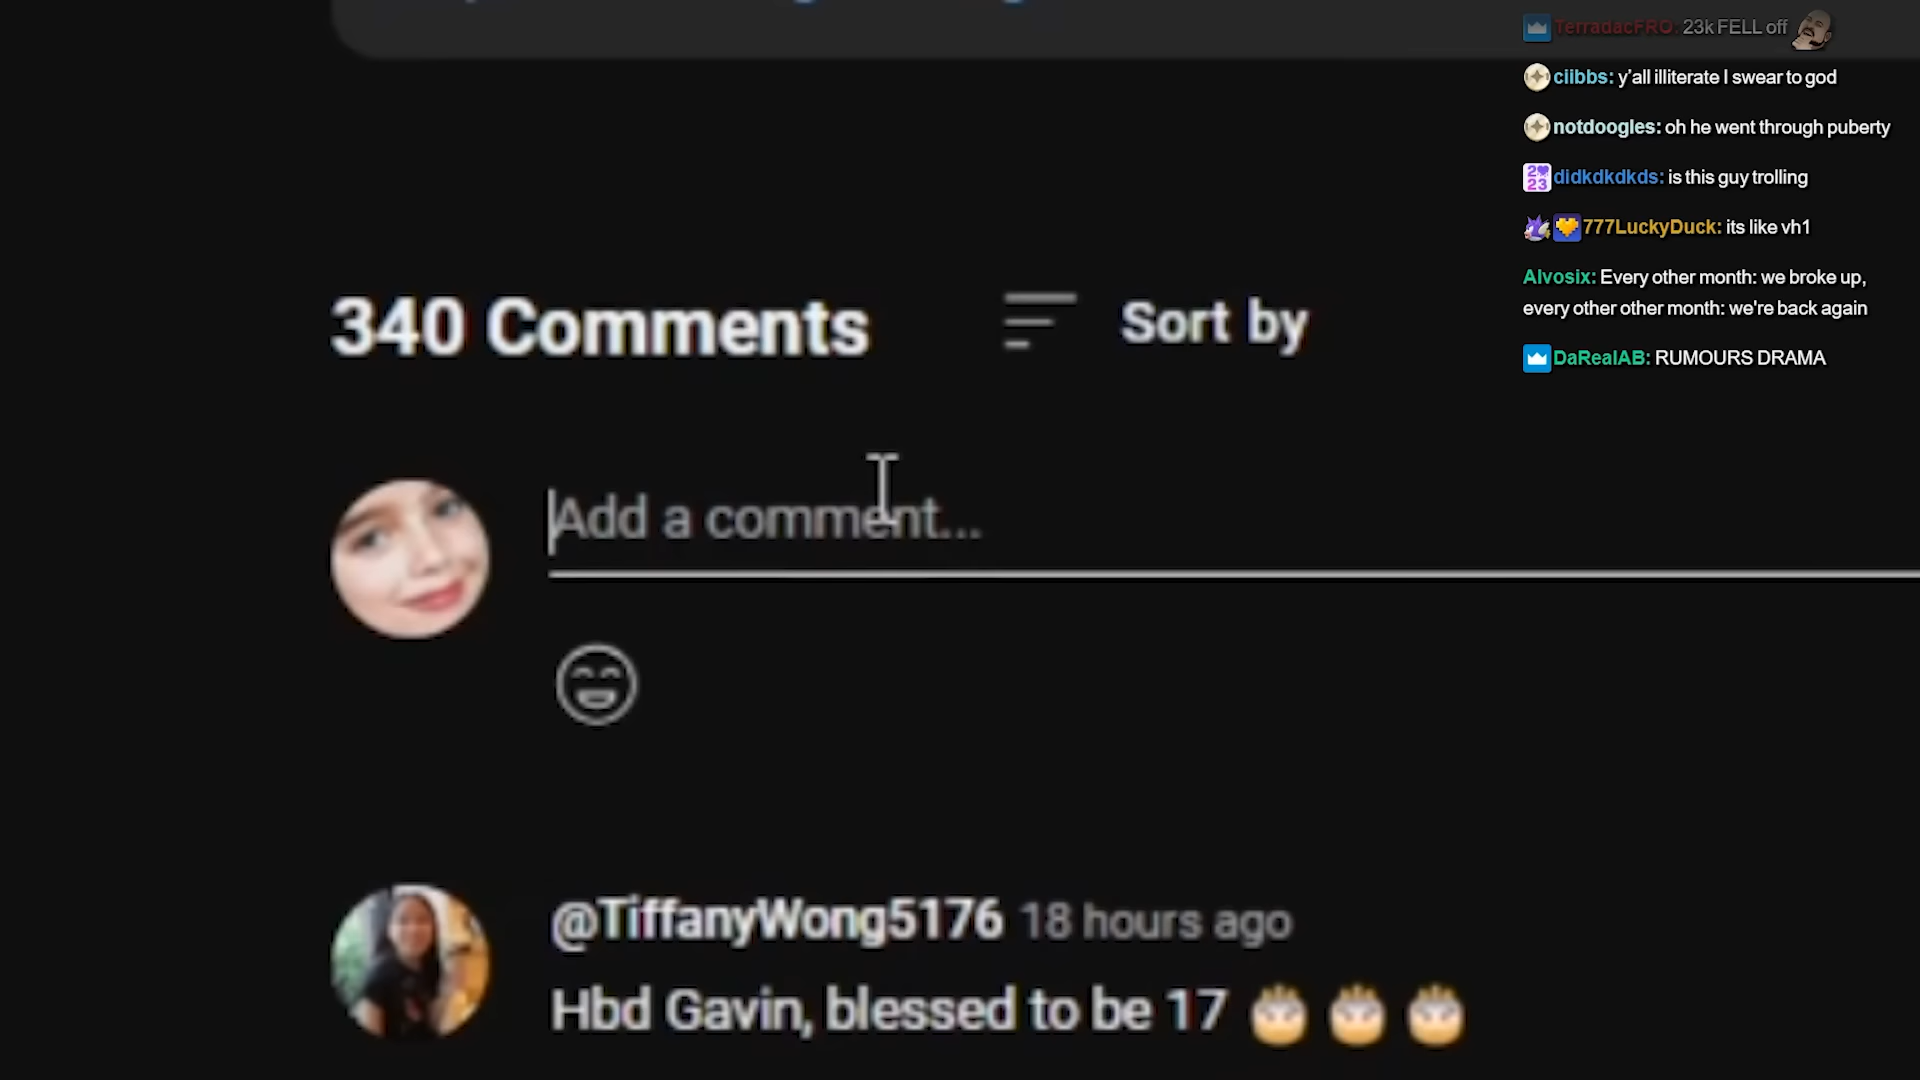 TerradacFRO: 23k FELL off
ciibbs: y'all illiterate I swear to god
notdoogles: oh he went through puberty
didkdkdkds: is this guy trolling
777LuckyDuck: its like vh1
Alvosix: Every other month: we broke up,
every other other month: we're back again
DaRealAB: RUMOURS DRAMA
340 Comments
Sort by
Add a comment...
@TiffanyWong5176 18 hours ago
Hbd Gavin, blessed to be 17 🎂 🎂 🎂